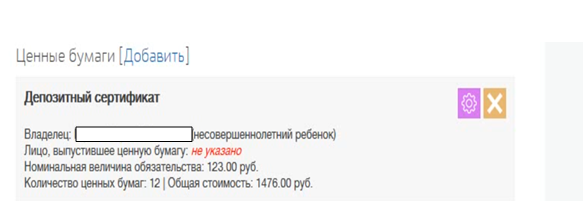 Ценные бумаги [Добавить]
Депозитный сертификат
Владелец: несовершеннолетний ребенок)
Лицо, выпустившее ценную бумагу: не указано
Номинальная величина обязательства: 123.00 руб.
Количество ценных бумаг: 12 | Общая стоимость: 1476.00 руб.